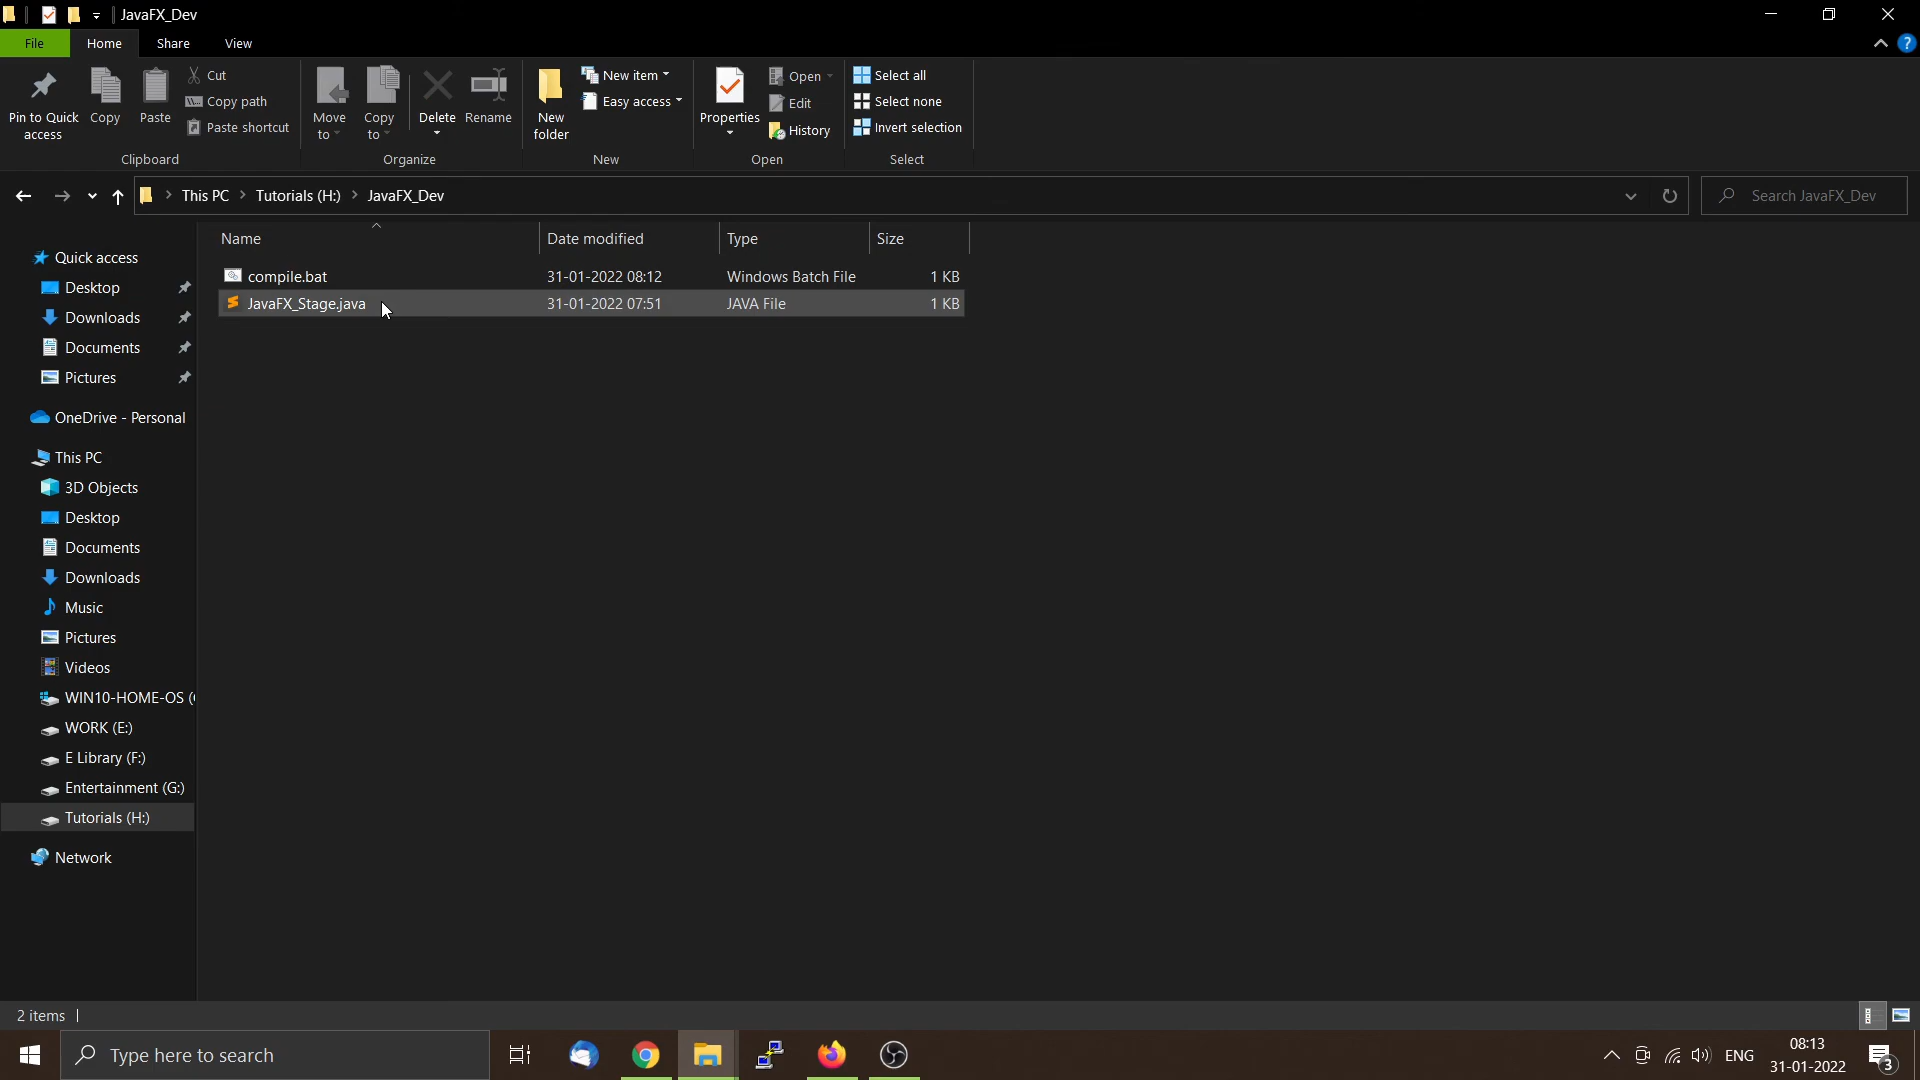 JavaFX_Dev
File Home Share View
Pin to Quick access
Copy
Paste
Cut
Copy path
Paste shortcut
Clipboard
Move to
Copy to
Delete
Rename
Organize
New folder
New item
Easy access
New
Properties
Open
Edit
History
Open
Select all
Select none
Invert selection
Select
This PC Tutorials (H:) JavaFX_Dev
Search JavaFX_Dev
Name Date modified Type Size
compile.bat 31-01-2022 08:12 Windows Batch File 1 KB
JavaFX_Stage.java 31-01-2022 07:51 JAVA File 1 KB
Quick access
Desktop
Downloads
Documents
Pictures
OneDrive - Personal
This PC
3D Objects
Desktop
Documents
Downloads
Music
Pictures
Videos
WIN10-HOME-OS (
WORK (E:)
E Library (F:)
Entertainment (G:)
Tutorials (H:)
Network
2 items
Type here to search
ENG
08:13
31-01-2022
3